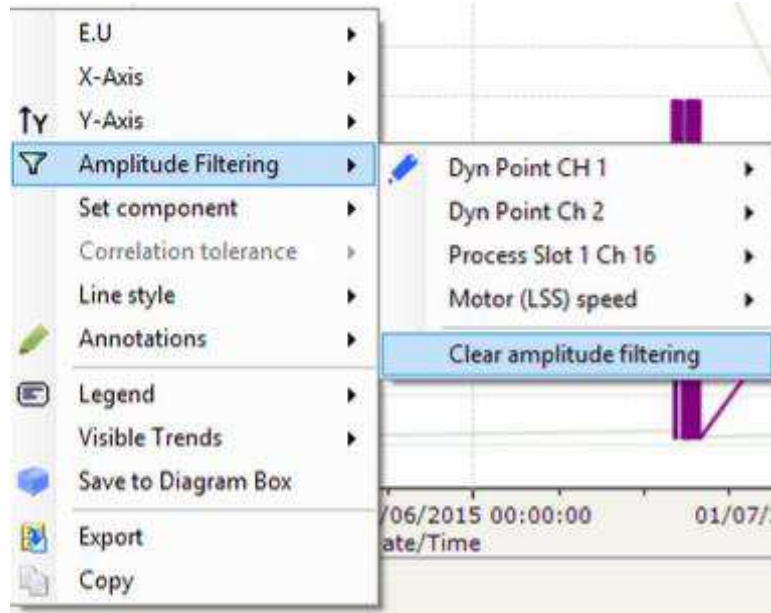 E.U
X-Axis
Y-Axis
Amplitude Filtering
Set component
Correlation tolerance
Line style
Annotations
Legend
Visible Trends
Save to Diagram Box
Export
Copy
Dyn Point CH 1
Dyn Point Ch 2
Process Slot 1 Ch 16
Motor (LSS) speed
Clear amplitude filtering
/06/2015 00:00:00 01/07/
ate/Time